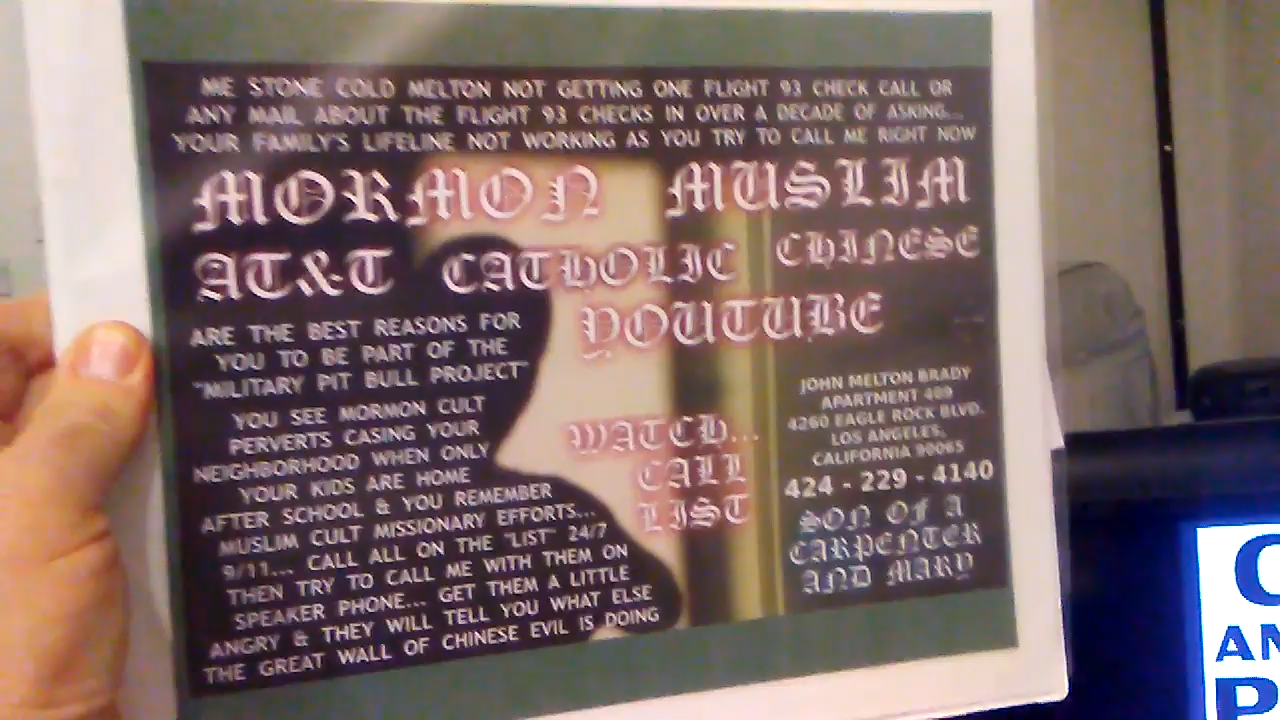 ME STONE COLD MELTON NOT GETTING ONE FLIGHT 93 CHECK CALL OR
ANY MAIL ABOUT THE FLIGHT 93 CHECKS IN OVER A DECADE OF ASKING...
YOUR FAMILY'S LIFELINE NOT WORKING AS YOU TRY TO CALL ME RIGHT NOW
MORMON MUSLIM
AT&T CATHOLIC CHINESE
YOUTUBE
ARE THE BEST REASONS FOR
YOU TO BE PART OF THE
"MILITARY PIT BULL PROJECT"
YOU SEE MORMON CULT
PERVERTS CASING YOUR
NEIGHBORHOOD WHEN ONLY
YOUR KIDS ARE HOME
AFTER SCHOOL & YOU REMEMBER
MUSLIM CULT MISSIONARY EFFORTS...
9/11... CALL ALL ON THE "LIST" 24/7
THEN TRY TO CALL ME WITH THEM ON
SPEAKER PHONE... GET THEM A LITTLE
ANGRY & THEY WILL TELL YOU WHAT ELSE
THE GREAT WALL OF CHINESE EVIL IS DOING
WATCH...
CALL
LIST
JOHN MELTON BRADY
APARTMENT 409
4260 EAGLE ROCK BLVD.
LOS ANGELES,
CALIFORNIA 90065
424 - 229 - 4140
SON OF A
CARPENTER
AND MARY